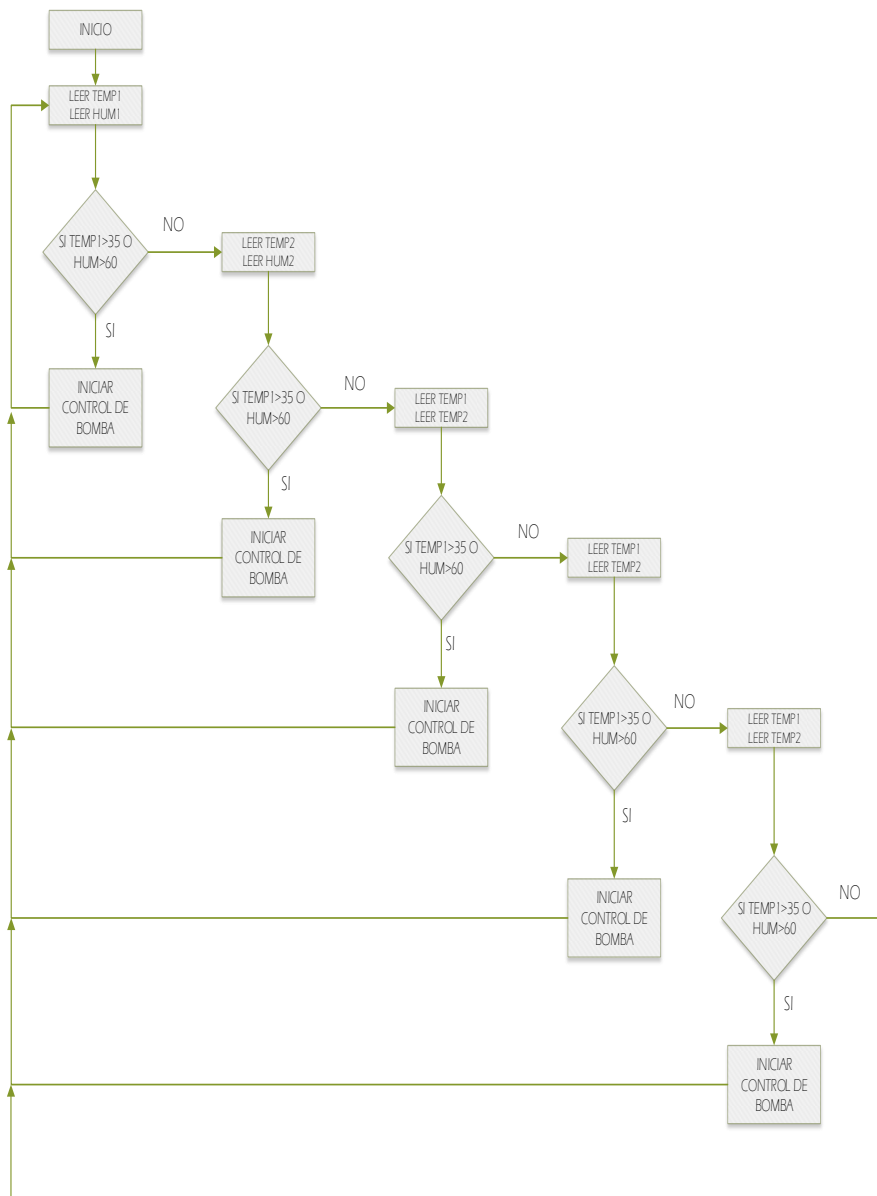 INICIO
LEER TEMP1
LEER HUM1
SI TEMP1>35 O
HUM>60
NO
SI
INICIAR
CONTROL DE
BOMBA
LEER TEMP2
LEER HUM2
SI TEMP1>35 O
HUM>60
NO
SI
INICIAR
CONTROL DE
BOMBA
LEER TEMP1
LEER TEMP2
SI TEMP1>35 O
HUM>60
NO
SI
INICIAR
CONTROL DE
BOMBA
LEER TEMP1
LEER TEMP2
SI TEMP1>35 O
HUM>60
NO
SI
INICIAR
CONTROL DE
BOMBA
LEER TEMP1
LEER TEMP2
SI TEMP1>35 O
HUM>60
NO
SI
INICIAR
CONTROL DE
BOMBA